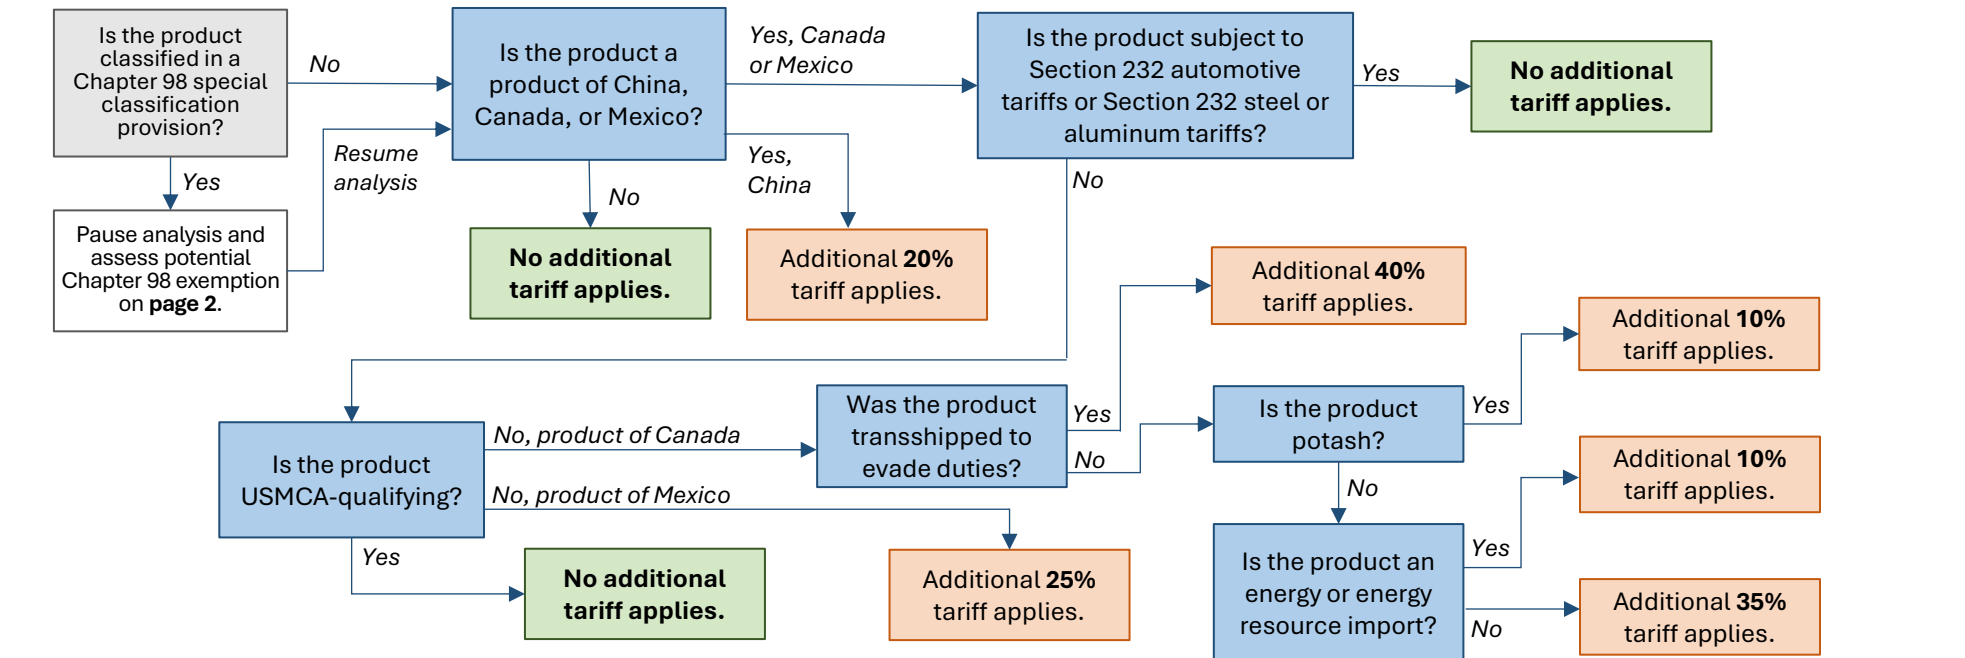 Is the product
classified in a
Chapter 98 special
classification
provision?
No
Yes
Pause analysis and
assess potential
Chapter 98 exemption
on page 2.
Resume
analysis
Is the product a
product of China,
Canada, or Mexico?
Yes, Canada
or Mexico
Yes,
China
No
No additional
tariff applies.
Additional 20%
tariff applies.
Is the product subject to
Section 232 automotive
tariffs or Section 232 steel or
aluminum tariffs?
Yes
No additional
tariff applies.
No
Is the product
USMCA-qualifying?
No, product of Canada
No, product of Mexico
Yes
No additional
tariff applies.
Additional 25%
tariff applies.
Was the product
transshipped to
evade duties?
Yes
No
Additional 40%
tariff applies.
Is the product
potash?
Yes
Additional 10%
tariff applies.
No
Is the product an
energy or energy
resource import?
Yes
Additional 10%
tariff applies.
No
Additional 35%
tariff applies.